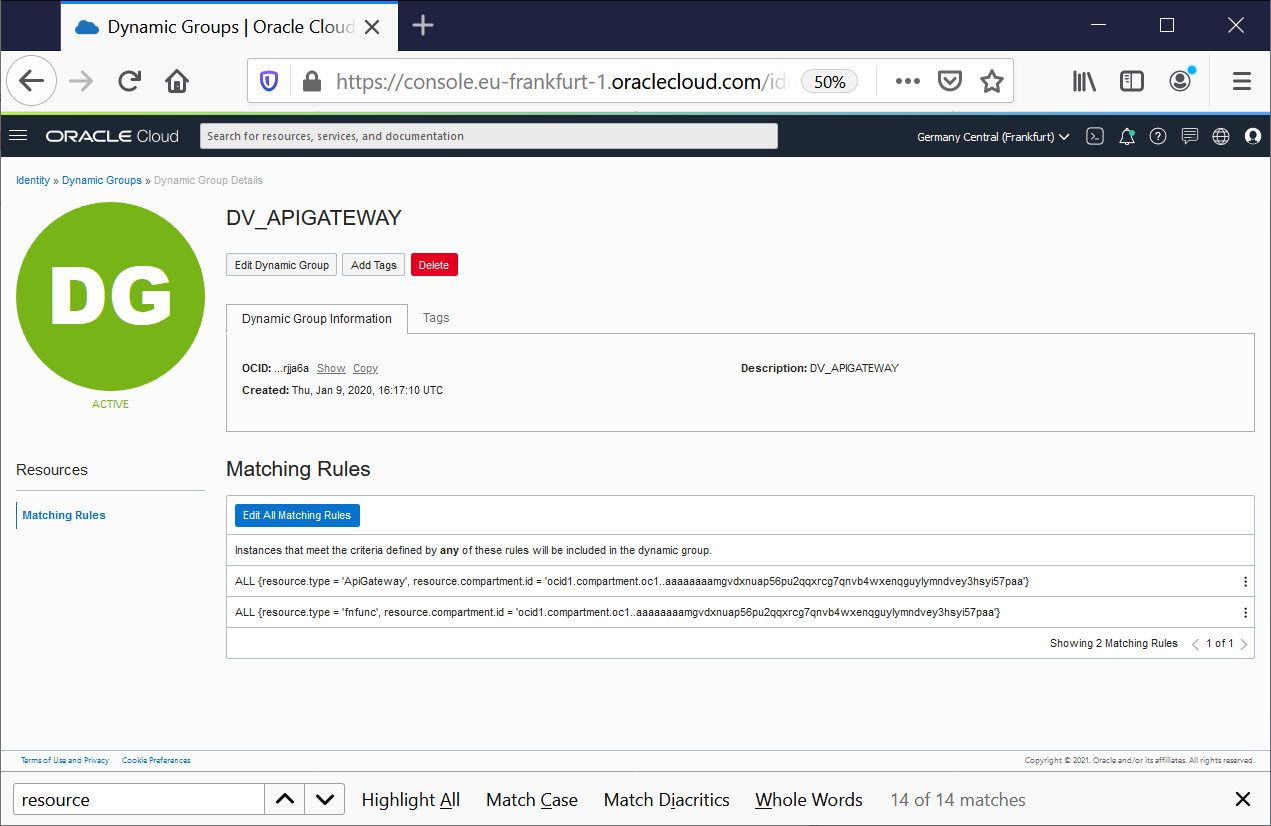 Dynamic Groups | Oracle Cloud
https://console.eu-frankfurt-1.oraclecloud.com/id
50%
ORACLE Cloud
Search for resources, services, and documentation
Germany Central (Frankfurt)
Identity » Dynamic Groups » Dynamic Group Details
DG
ACTIVE
DV_APIGATEWAY
Edit Dynamic Group
Add Tags
Delete
Dynamic Group Information
Tags
OCID: ...rjja6a Show Copy
Description: DV_APIGATEWAY
Created: Thu, Jan 9, 2020, 16:17:10 UTC
Resources
Matching Rules
Matching Rules
Edit All Matching Rules
Instances that meet the criteria defined by any of these rules will be included in the dynamic group.
ALL {resource.type = 'ApiGateway', resource.compartment.id = 'ocid1.compartment.oc1..aaaaaaaamgvdxnuap56pu2qqxrcg7qnvb4wxenqguylymndvey3hsyi57paa'}
ALL {resource.type = 'fnfunc', resource.compartment.id = 'ocid1.compartment.oc1..aaaaaaaamgvdxnuap56pu2qqxrcg7qnvb4wxenqguylymndvey3hsyi57paa'}
Showing 2 Matching Rules
1 of 1
Terms of Use and Privacy
Cookie Preferences
Copyright © 2021, Oracle and/or its affiliates. All rights reserved.
resource
Highlight All
Match Case
Match Diacritics
Whole Words
14 of 14 matches